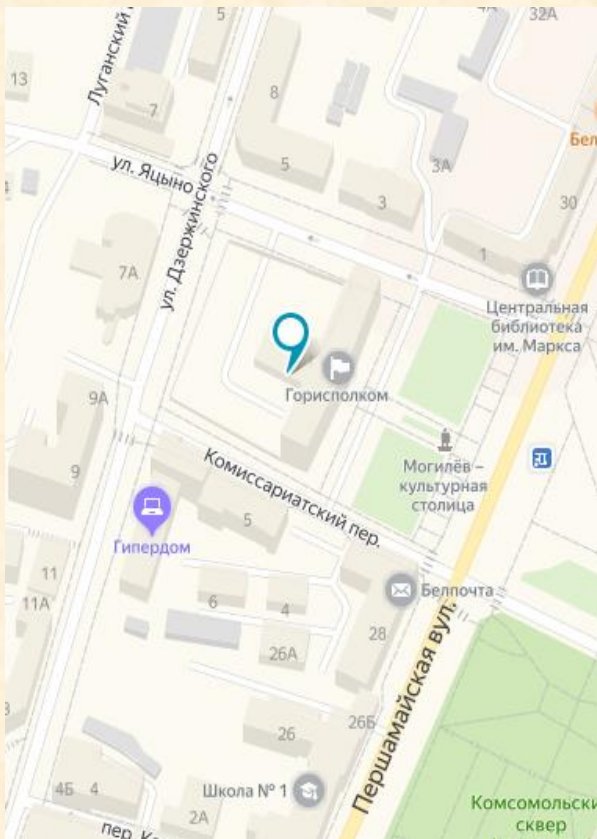 4А
32А
5
Луганский
13
7
8
Бел
5
3А
ул. Яцыно
3
30
ул. Дзержинского
1
7А
Центральная
библиотека
им. Маркса
Горисполком
9А
Могилёв –
культурная
столица
9
Комиссариатский пер.
5
Гипердом
11
Белпочта
11А
6
4
28
26А
Першамайская вул.
26
26Б
4Б
4
Школа № 1
2А
Комсомольски
сквер
пер. Ко